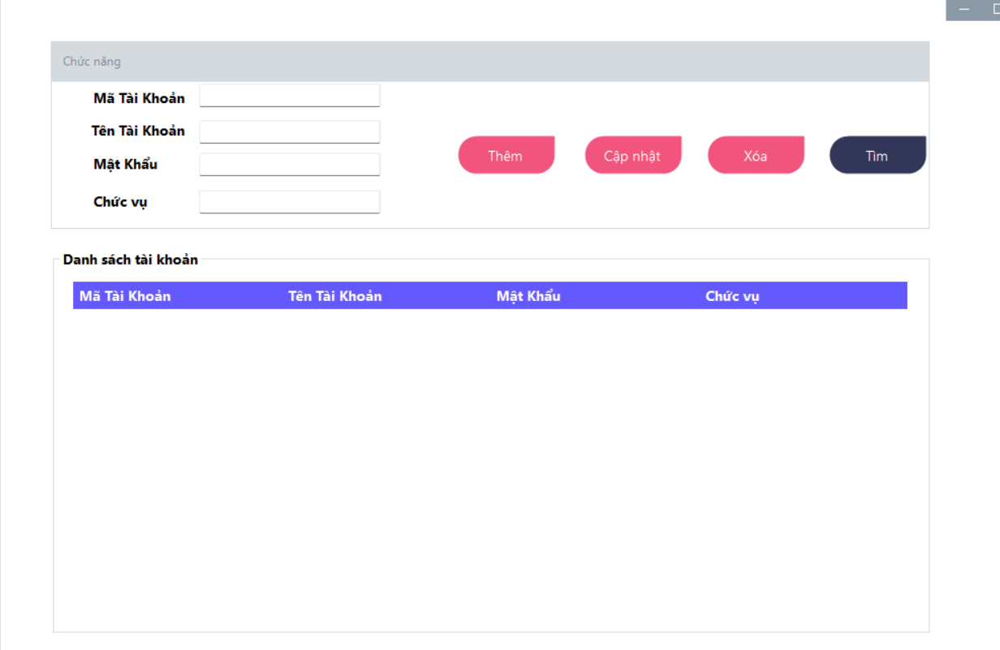 Chức năng
Mã Tài Khoản
Tên Tài Khoản
Mật Khẩu
Chức vụ
Thêm Cập nhật Xóa Tìm
Danh sách tài khoản
Mã Tài Khoản Tên Tài Khoản Mật Khẩu Chức vụ